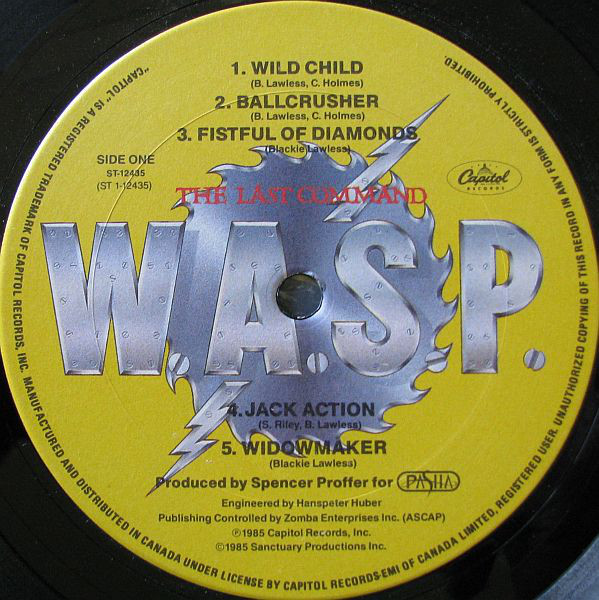 1. WILD CHILD
(B. Lawless, C. Holmes)
2. BALLCRUSHER
(B. Lawless, C. Holmes)
3. FISTFUL OF DIAMONDS
(Blackie Lawless)
SIDE ONE
ST-12435
(ST 1-12435)
Capitol
RECORDS
THE LAST COMMAND
W.A.S.P.
4. JACK ACTION
(S. Riley, B. Lawless)
5. WIDOWMAKER
(Blackie Lawless)
Produced by Spencer Proffer for PASHA
Engineered by Hanspeter Huber
Publishing Controlled by Zomba Enterprises Inc. (ASCAP)
℗1985 Capitol Records, Inc.
©1985 Sanctuary Productions Inc.
"CAPITOL" IS A REGISTERED TRADEMARK OF CAPITOL RECORDS, INC. MANUFACTURED AND DISTRIBUTED IN CANADA UNDER LICENSE BY CAPITOL RECORDS-EMI OF CANADA LIMITED, REGISTERED USER. UNAUTHORIZED COPYING OF THIS RECORD IN ANY FORM IS STRICTLY PROHIBITED.